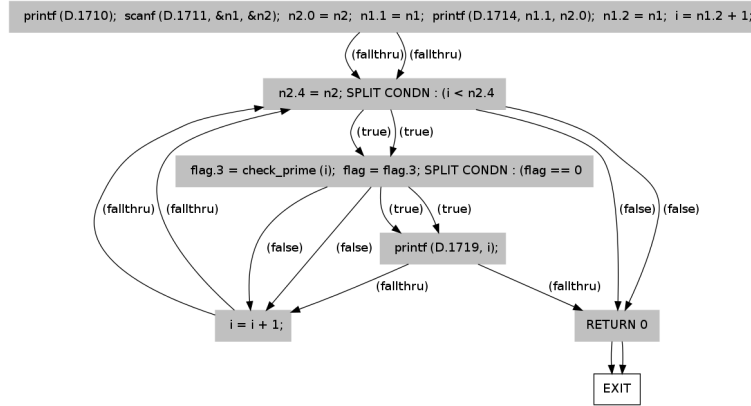 printf (D.1710);  scanf (D.1711, &n1, &n2);  n2.0 = n2;  n1.1 = n1;  printf (D.1714, n1.1, n2.0);  n1.2 = n1;  i = n1.2 + 1;
(fallthru) (fallthru)
n2.4 = n2; SPLIT CONDN : (i < n2.4
(true) (true)
flag.3 = check_prime (i);  flag = flag.3; SPLIT CONDN : (flag == 0
(fallthru) (fallthru) (true) (true) (false) (false)
(false) (false)
printf (D.1719, i);
(fallthru) (fallthru)
i = i + 1;
RETURN 0
EXIT